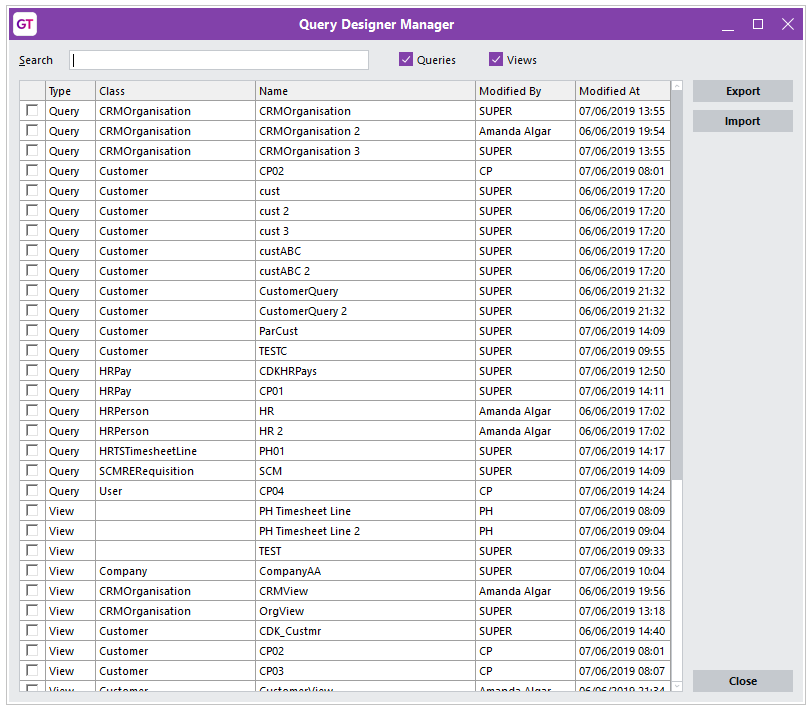 GT Query Designer Manager
Search Queries Views
Type Class Name Modified By Modified At
Export
Query CRMOrganisation CRMOrganisation SUPER 07/06/2019 13:55
Import
Query CRMOrganisation CRMOrganisation 2 Amanda Algar 06/06/2019 19:54
Query CRMOrganisation CRMOrganisation 3 SUPER 07/06/2019 13:55
Query Customer CP02 CP 07/06/2019 08:01
Query Customer cust SUPER 06/06/2019 17:20
Query Customer cust 2 SUPER 06/06/2019 17:20
Query Customer cust 3 SUPER 06/06/2019 17:20
Query Customer custABC SUPER 06/06/2019 17:20
Query Customer custABC 2 SUPER 06/06/2019 17:20
Query Customer CustomerQuery SUPER 06/06/2019 21:32
Query Customer CustomerQuery 2 SUPER 06/06/2019 21:32
Query Customer ParCust SUPER 07/06/2019 14:09
Query Customer TESTC SUPER 07/06/2019 09:55
Query HRPay CDKHRPays SUPER 07/06/2019 12:50
Query HRPay CP01 SUPER 07/06/2019 14:11
Query HRPerson HR Amanda Algar 06/06/2019 17:02
Query HRPerson HR 2 Amanda Algar 06/06/2019 17:02
Query HRTSTimesheetLine PH01 SUPER 07/06/2019 14:17
Query SCMRERequisition SCM SUPER 07/06/2019 14:09
Query User CP04 CP 07/06/2019 14:24
View PH Timesheet Line PH 07/06/2019 08:09
View PH Timesheet Line 2 PH 07/06/2019 09:04
View TEST SUPER 07/06/2019 09:33
View Company CompanyAA SUPER 07/06/2019 10:04
View CRMOrganisation CRMView Amanda Algar 06/06/2019 19:56
View CRMOrganisation OrgView SUPER 07/06/2019 13:18
View Customer CDK_Custmr SUPER 06/06/2019 14:40
View Customer CP02 CP 07/06/2019 08:01
View Customer CP03 CP 07/06/2019 08:07
Close
View Customer CustomerView Amanda Algar 06/06/2019 21:34